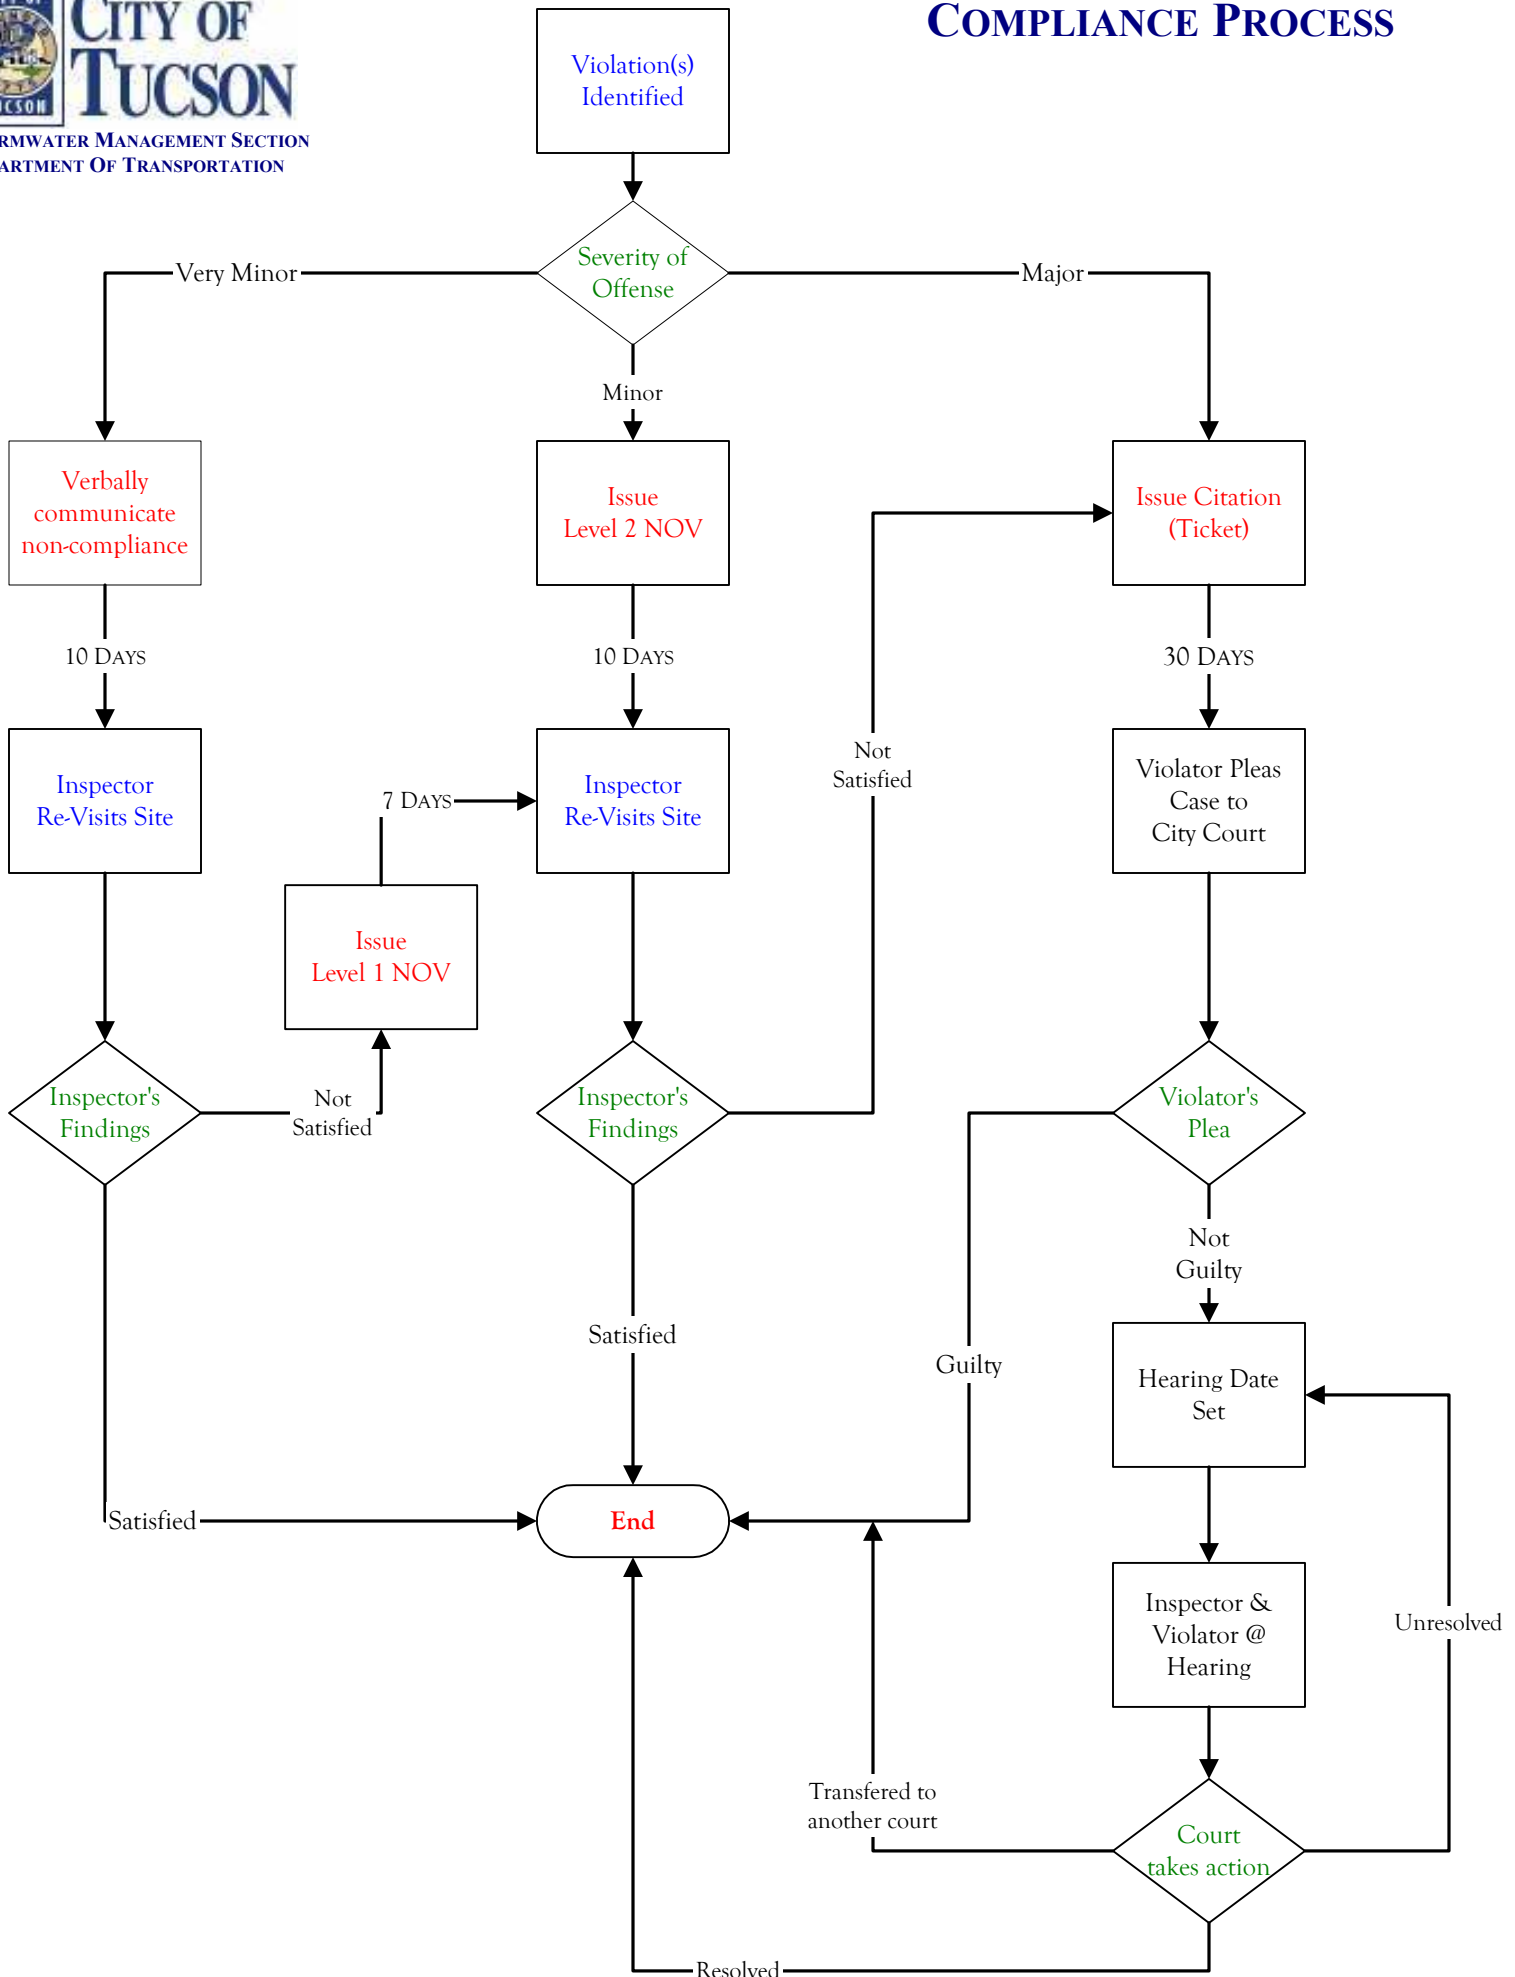 CITY OF
TUCSON
RMWATER MANAGEMENT SECTION
ARTMENT OF TRANSPORTATION
COMPLIANCE PROCESS
Violation(s)
Identified
Severity of
Offense
Very Minor
Major
Minor
Verbally
communicate
non-compliance
Issue
Level 2 NOV
Issue Citation
(Ticket)
10 DAYS
10 DAYS
30 DAYS
Inspector
Re-Visits Site
7 DAYS
Inspector
Re-Visits Site
Not
Satisfied
Violator Pleas
Case to
City Court
Issue
Level 1 NOV
Inspector's
Findings
Not
Satisfied
Inspector's
Findings
Violator's
Plea
Not
Guilty
Satisfied
Guilty
Hearing Date
Set
Satisfied
End
Inspector &
Violator @
Hearing
Unresolved
Transfered to
another court
Court
takes action
Resolved